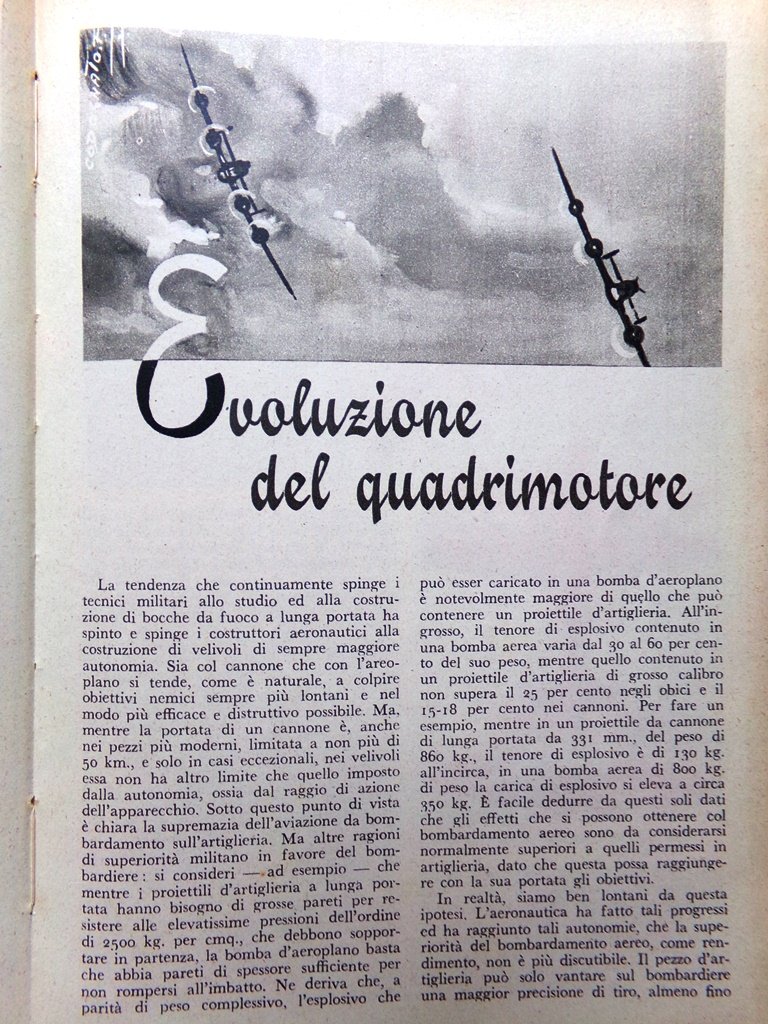 Evoluzione
del quadrimotore
La tendenza che continuamente spinge i
tecnici militari allo studio ed alla costru-
zione di bocche da fuoco a lunga portata ha
spinto e spinge i costruttori aeronautici alla
costruzione di velivoli di sempre maggiore
autonomia. Sia col cannone che con l'areo-
plano si tende, come è naturale, a colpire
obiettivi nemici sempre più lontani e nel
modo più efficace e distruttivo possibile. Ma,
mentre la portata di un cannone è, anche
nei pezzi più moderni, limitata a non più di
50 km., e solo in casi eccezionali, nei velivoli
essa non ha altro limite che quello imposto
dalla autonomia, ossia dal raggio di azione
dell'apparecchio. Sotto questo punto di vista
è chiara la supremazia dell'aviazione da bom-
bardamento sull'artiglieria. Ma altre ragioni
di superiorità militano in favore del bom-
bardiere: si consideri — ad esempio — che
mentre i proiettili d'artiglieria a lunga por-
tata hanno bisogno di grosse pareti per re-
sistere alle elevatissime pressioni dell'ordine
di 2500 kg. per cmq., che debbono soppor-
tare in partenza, la bomba d'aeroplano basta
che abbia pareti di spessore sufficiente per
non rompersi all'imbatto. Ne deriva che, a
parità di peso complessivo, l'esplosivo che
può esser caricato in una bomba d'aeroplano
è notevolmente maggiore di quello che può
contenere un proiettile d'artiglieria. All'in-
grosso, il tenore di esplosivo contenuto in
una bomba aerea varia dal 30 al 60 per cen-
to del suo peso, mentre quello contenuto in
un proiettile d'artiglieria di grosso calibro
non supera il 25 per cento negli obici e il
15-18 per cento nei cannoni. Per fare un
esempio, mentre in un proiettile da cannone
di lunga portata da 331 mm., del peso di
860 kg., il tenore di esplosivo è di 130 kg.
all'incirca, in una bomba aerea di 800 kg.
di peso la carica di esplosivo si eleva a circa
350 kg. È facile dedurre da questi soli dati
che gli effetti che si possono ottenere col
bombardamento aereo sono da considerarsi
normalmente superiori a quelli permessi in
artiglieria, dato che questa possa raggiunge-
re con la sua portata gli obiettivi.
In realtà, siamo ben lontani da questa
ipotesi. L'aeronautica ha fatto tali progressi
ed ha raggiunto tali autonomie, che la supe-
riorità del bombardamento aereo, come ren-
dimento, non è più discutibile. Il pezzo d'ar-
tiglieria può solo vantare sul bombardiere
una maggior precisione di tiro, almeno fino